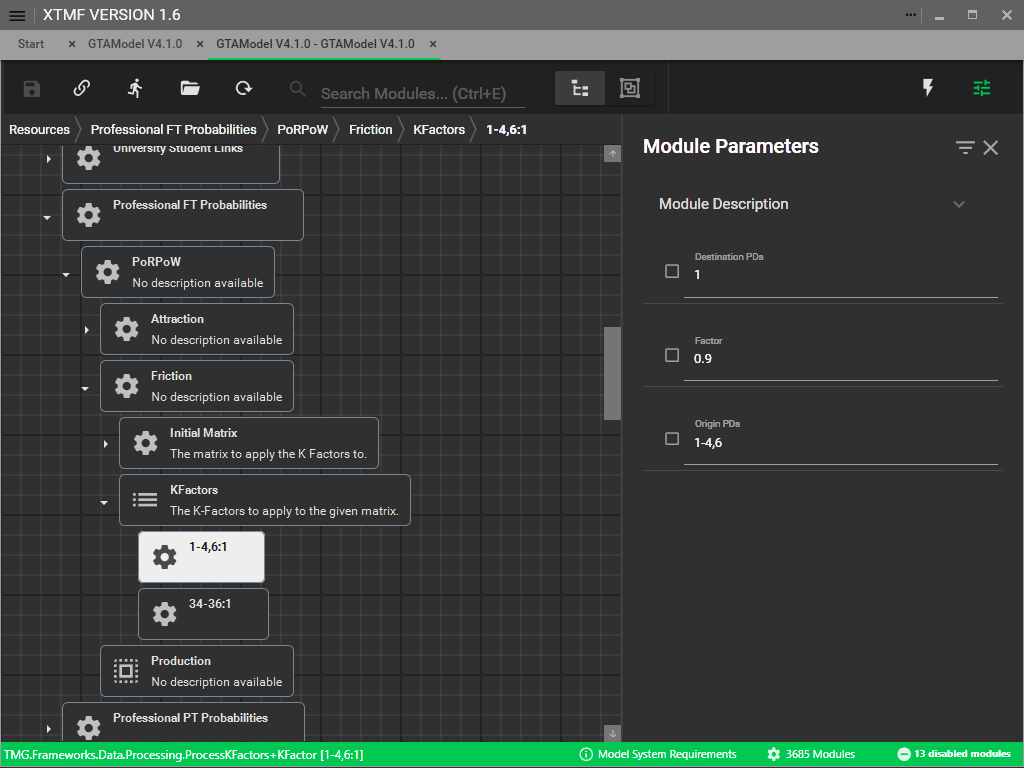 XTMF VERSION 1.6
Start × GTAModel V4.1.0 × GTAModel V4.1.0 - GTAModel V4.1.0 ×
Search Modules... (Ctrl+E)
Resources Professional FT Probabilities PoRPoW Friction KFactors 1-4,6:1
University Student Links
Professional FT Probabilities
PoRPoW
No description available
Attraction
No description available
Friction
No description available
Initial Matrix
The matrix to apply the K Factors to.
KFactors
The K-Factors to apply to the given matrix.
1-4,6:1
34-36:1
Production
No description available
Professional PT Probabilities
Module Parameters
Module Description
Destination PDs
1
Factor
0.9
Origin PDs
1-4,6
TMG.Frameworks.Data.Processing.ProcessKFactors+KFactor [1-4,6:1]
Model System Requirements
3685 Modules
13 disabled modules